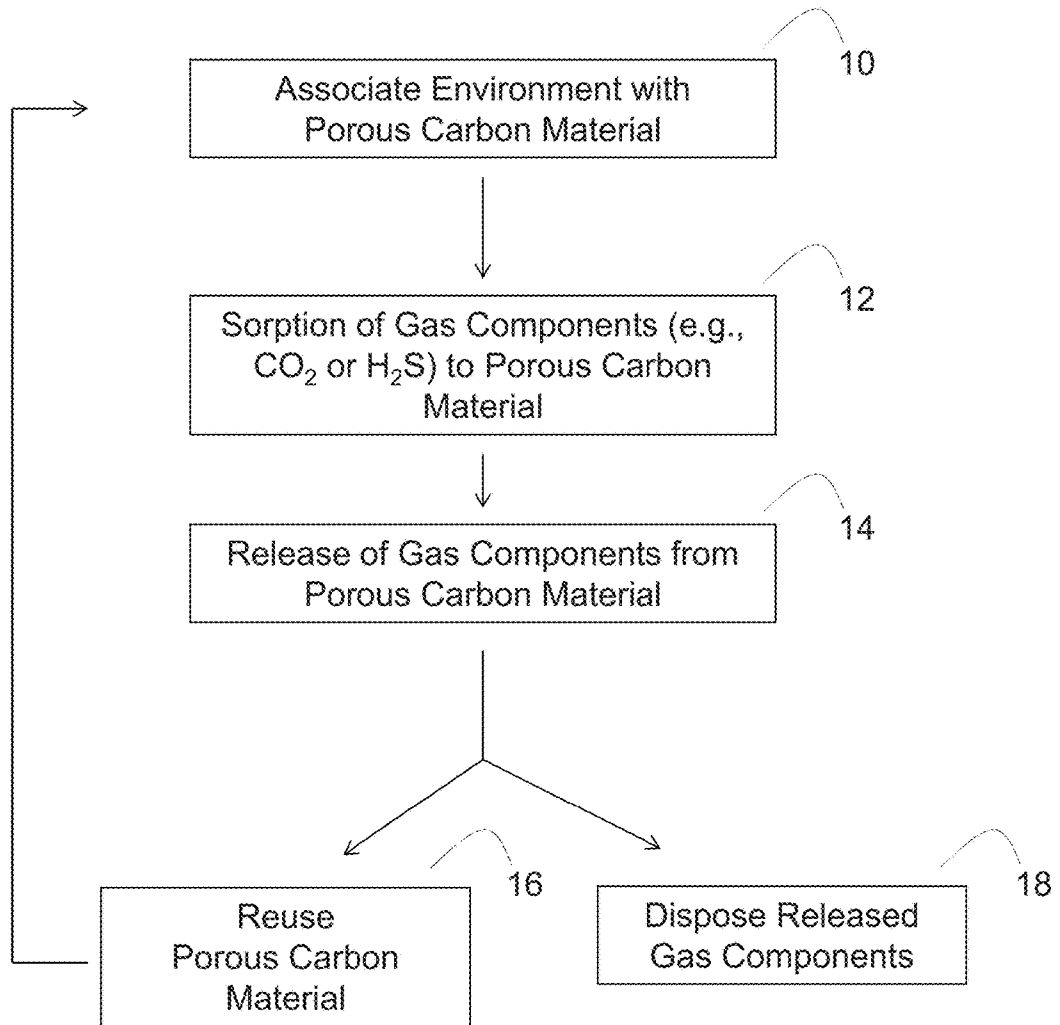 10
Associate Environment with
Porous Carbon Material
12
Sorption of Gas Components (e.g.,
CO₂ or H₂S) to Porous Carbon
Material
14
Release of Gas Components from
Porous Carbon Material
16
Reuse
Porous Carbon
Material
18
Dispose Released
Gas Components